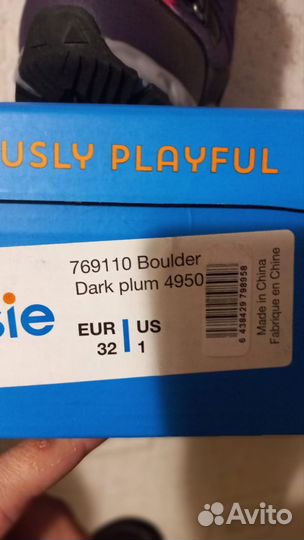 USLY PLAYFUL
sie
769110 Boulder
Dark plum 4950
EUR US
32 1
6 438429 798958
Made in China
Fabriqué en Chine
Avito